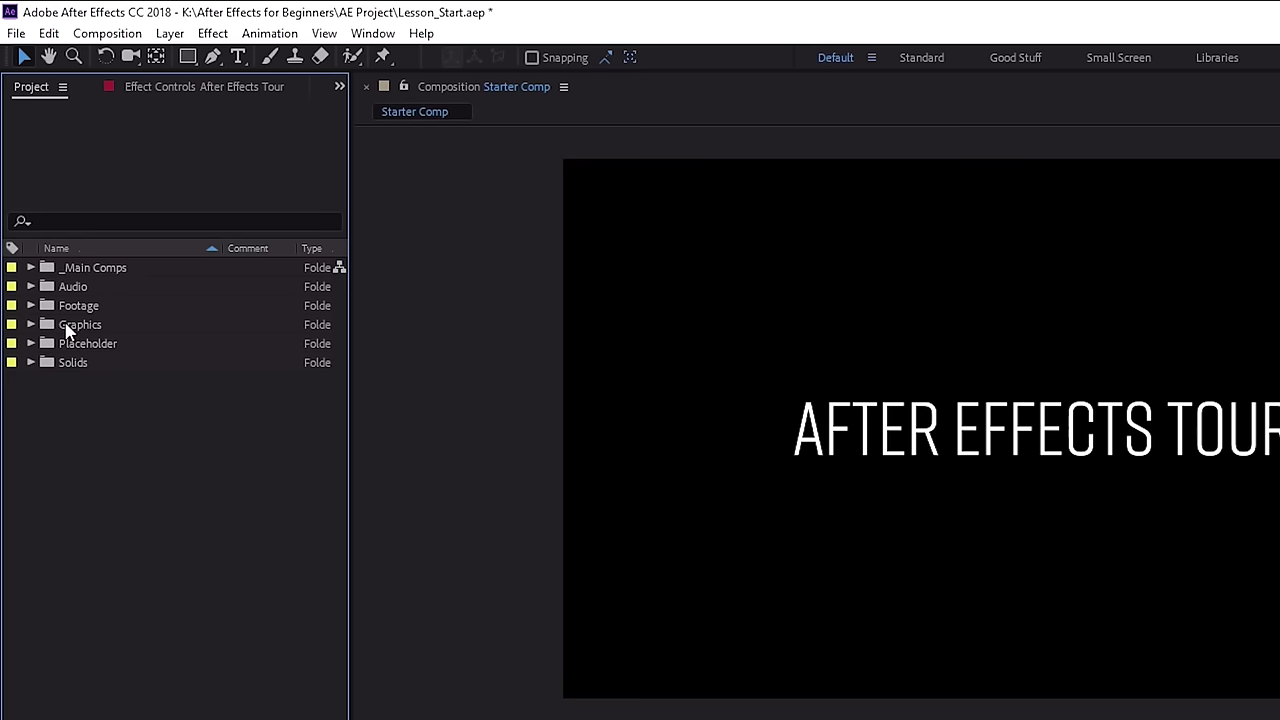 Adobe After Effects CC 2018 - K:\After Effects for Beginners\AE Project\Lesson_Start.aep *
File Edit Composition Layer Effect Animation View Window Help
Snapping Default Standard Good Stuff Small Screen Libraries
Project Effect Controls After Effects Tour
Composition Starter Comp
Starter Comp
Name Comment Type
_Main Comps Folde
Audio Folde
Footage Folde
Graphics Folde
Placeholder Folde
Solids Folde
AFTER EFFECTS TOUR